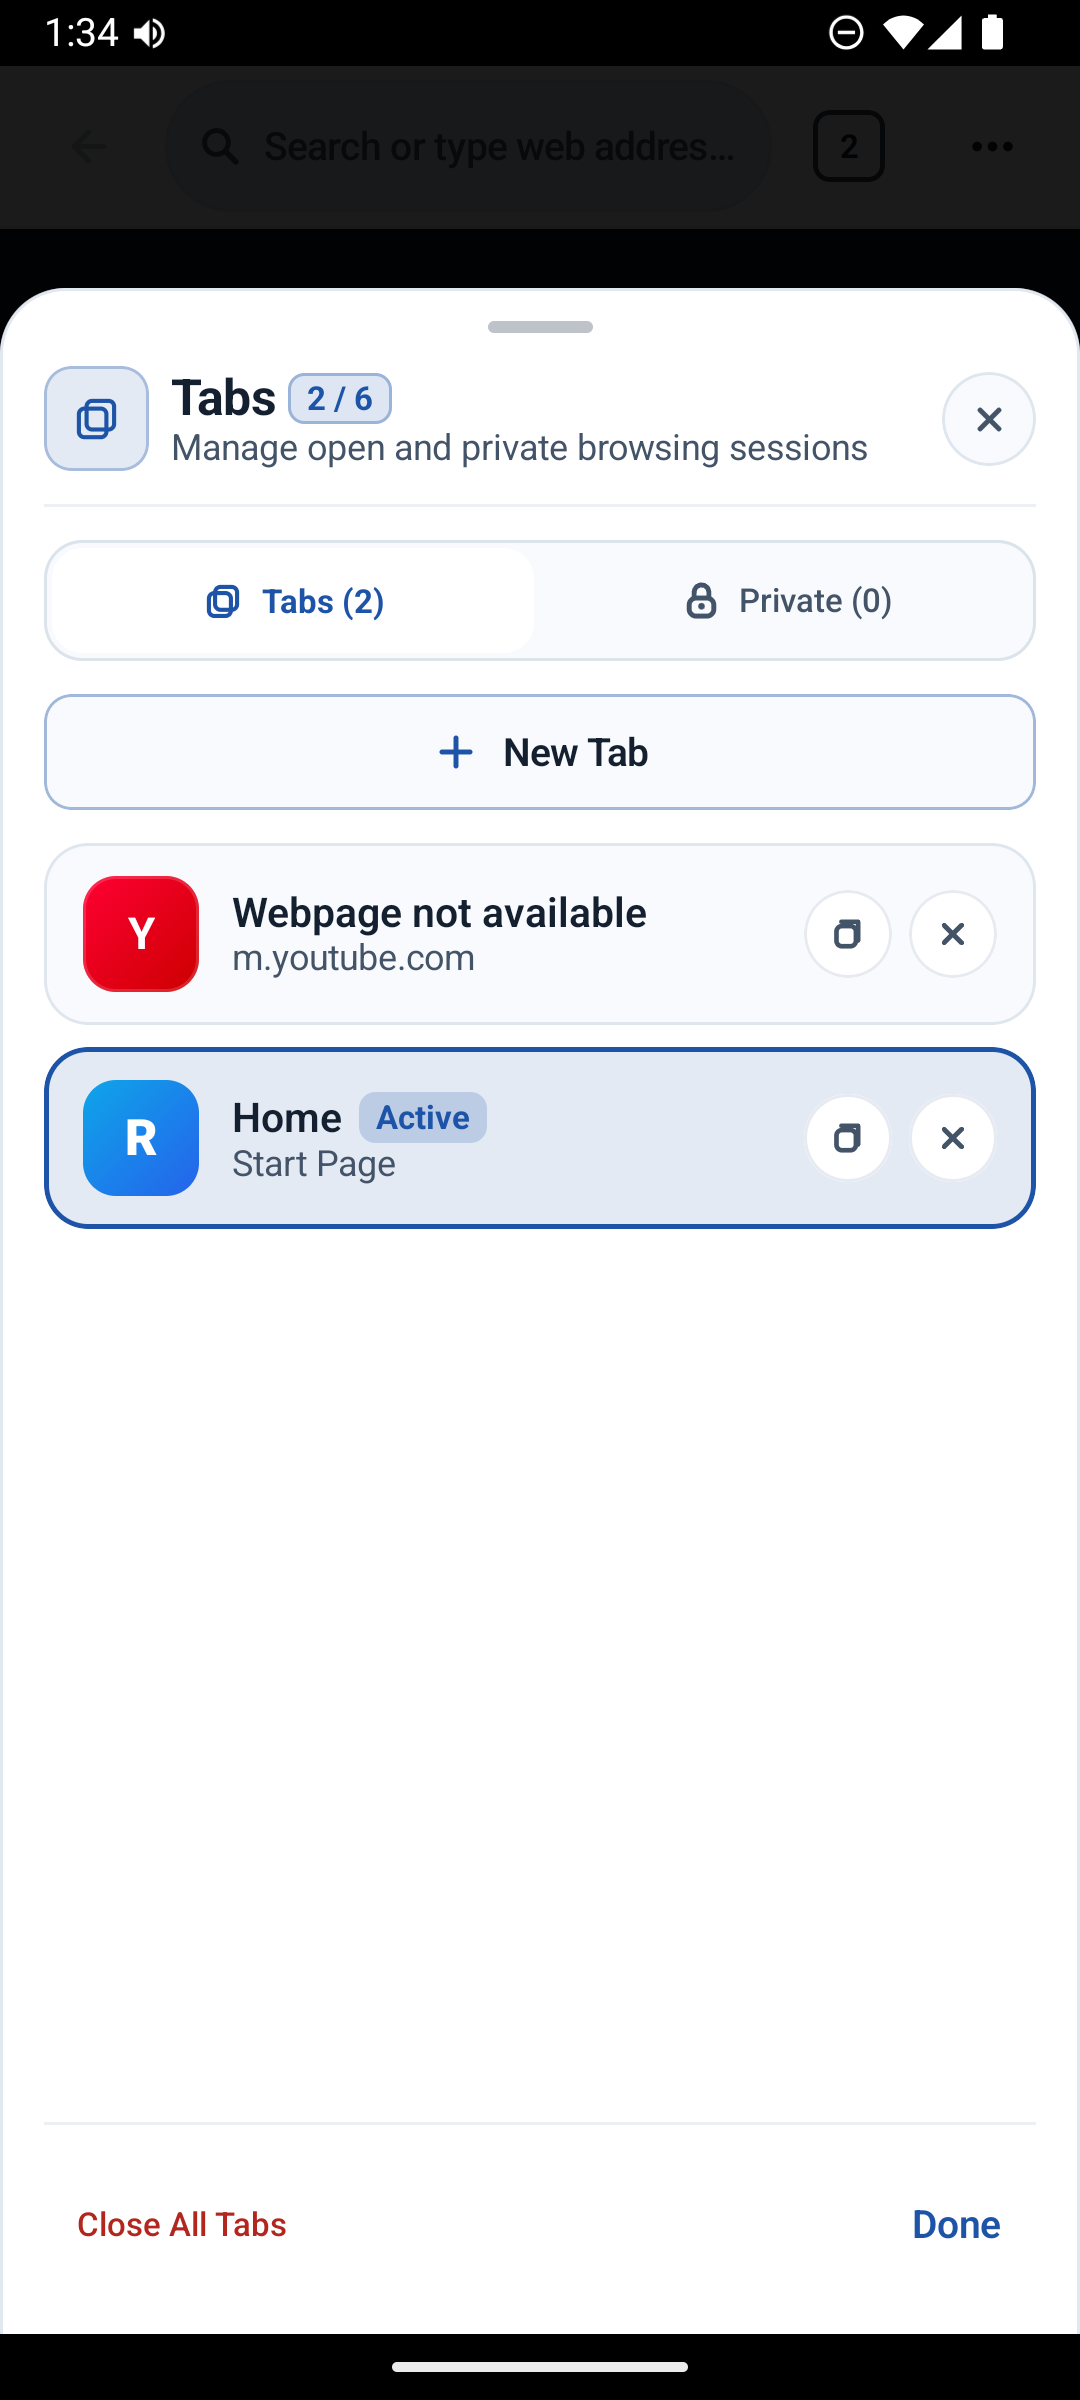 1:34
Search or type web addres...
2
Tabs
2 / 6
Manage open and private browsing sessions
Tabs (2)
Private (0)
New Tab
Y
Webpage not available
m.youtube.com
R
Home
Active
Start Page
Close All Tabs
Done